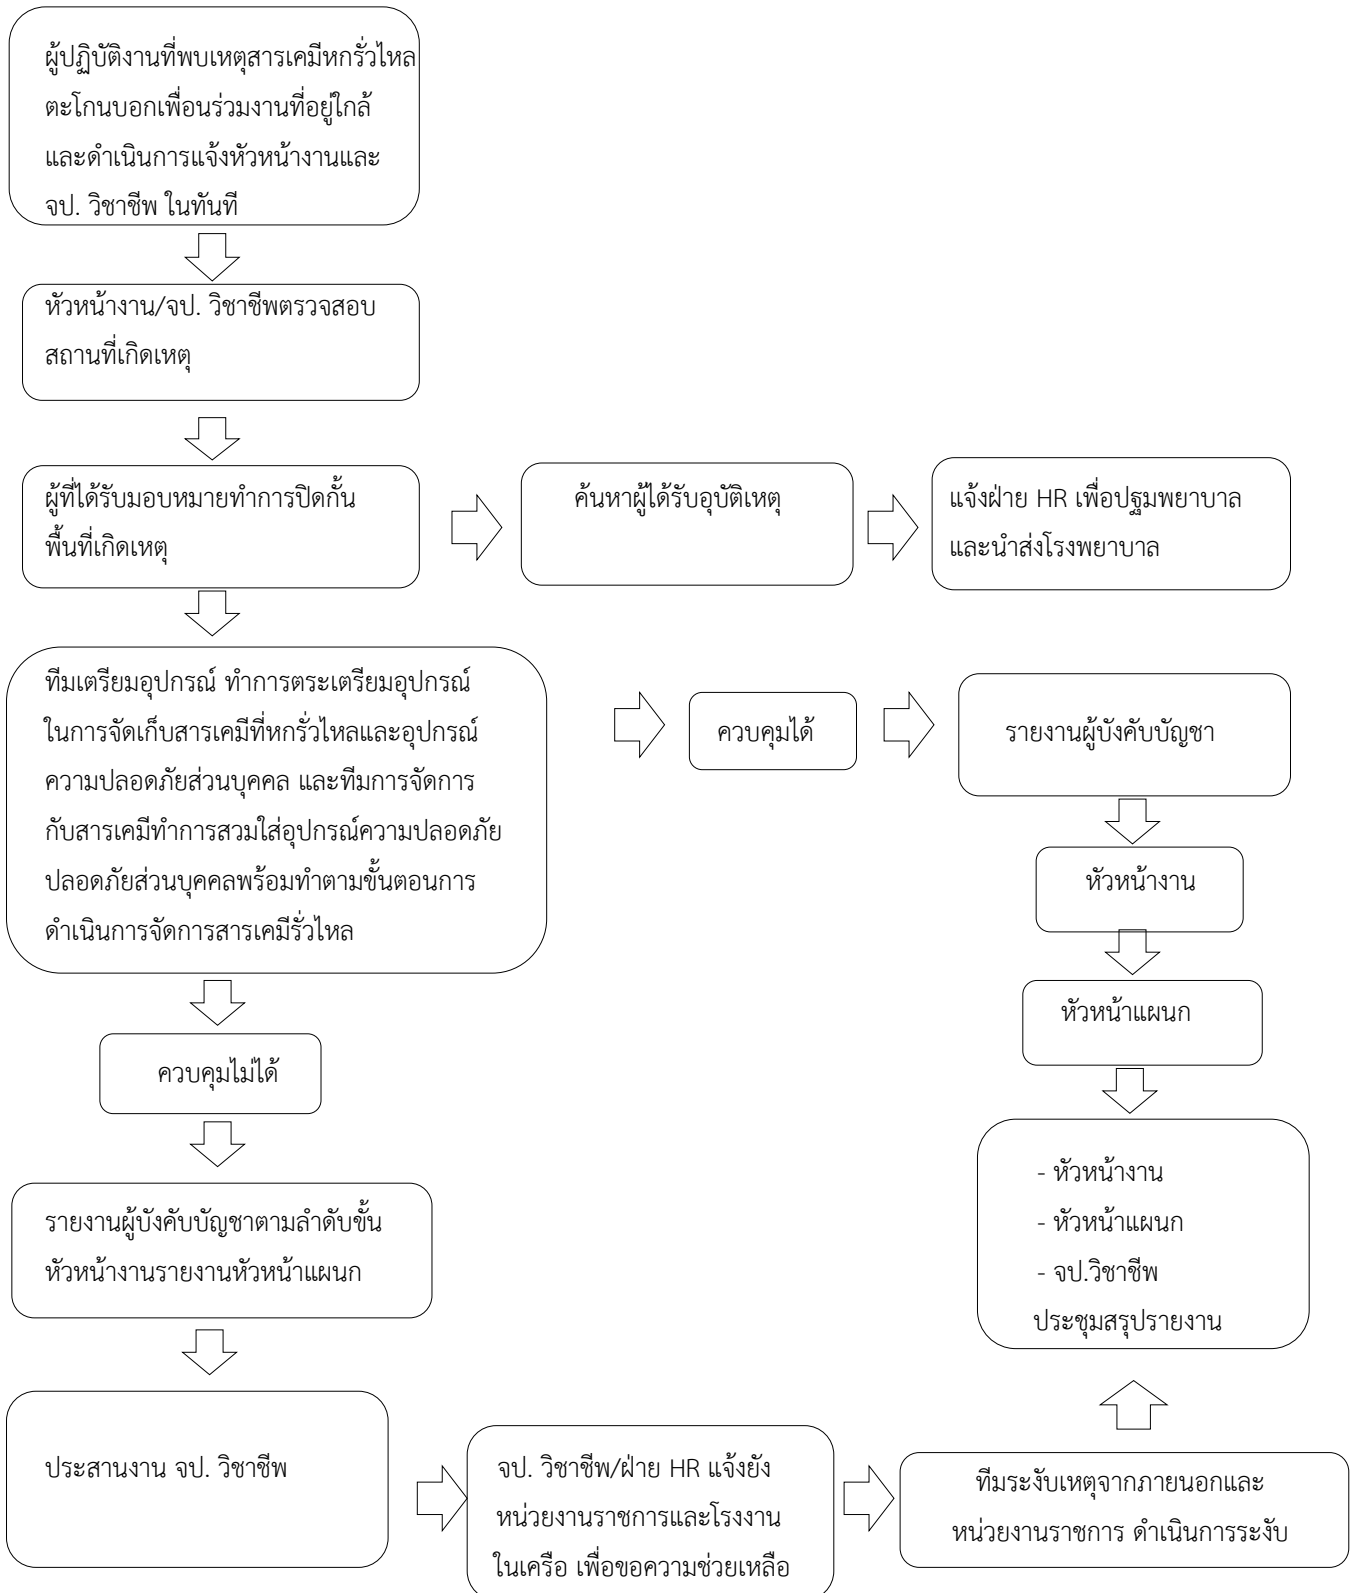 ผู้ปฏิบัติงานที่พบเหตุสารเคมีหกรั่วไหล
ตะโกนบอกเพื่อนร่วมงานที่อยู่ใกล้
และดำเนินการแจ้งหัวหน้างานและ
จป. วิชาชีพ ในทันที
หัวหน้างาน/จป. วิชาชีพตรวจสอบ
สถานที่เกิดเหตุ
ผู้ที่ได้รับมอบหมายทำการปิดกั้น
พื้นที่เกิดเหตุ
ค้นหาผู้ได้รับอุบัติเหตุ
แจ้งฝ่าย HR เพื่อปฐมพยาบาล
และนำส่งโรงพยาบาล
ทีมเตรียมอุปกรณ์ ทำการตระเตรียมอุปกรณ์
ในการจัดเก็บสารเคมีที่หกรั่วไหลและอุปกรณ์
ความปลอดภัยส่วนบุคคล และทีมการจัดการ
กับสารเคมีทำการสวมใส่อุปกรณ์ความปลอดภัย
ปลอดภัยส่วนบุคคลพร้อมทำตามขั้นตอนการ
ดำเนินการจัดการสารเคมีรั่วไหล
ควบคุมได้
รายงานผู้บังคับบัญชา
หัวหน้างาน
หัวหน้าแผนก
ควบคุมไม่ได้
รายงานผู้บังคับบัญชาตามลำดับขั้น
หัวหน้างานรายงานหัวหน้าแผนก
- หัวหน้างาน
- หัวหน้าแผนก
- จป.วิชาชีพ
ประชุมสรุปรายงาน
ประสานงาน จป. วิชาชีพ
จป. วิชาชีพ/ฝ่าย HR แจ้งยัง
หน่วยงานราชการและโรงงาน
ในเครือ เพื่อขอความช่วยเหลือ
ทีมระงับเหตุจากภายนอกและ
หน่วยงานราชการ ดำเนินการระงับ